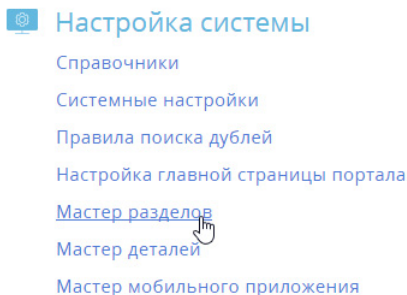 Настройка системы
Справочники
Системные настройки
Правила поиска дублей
Настройка главной страницы портала
Мастер разделов
Мастер деталей
Мастер мобильного приложения